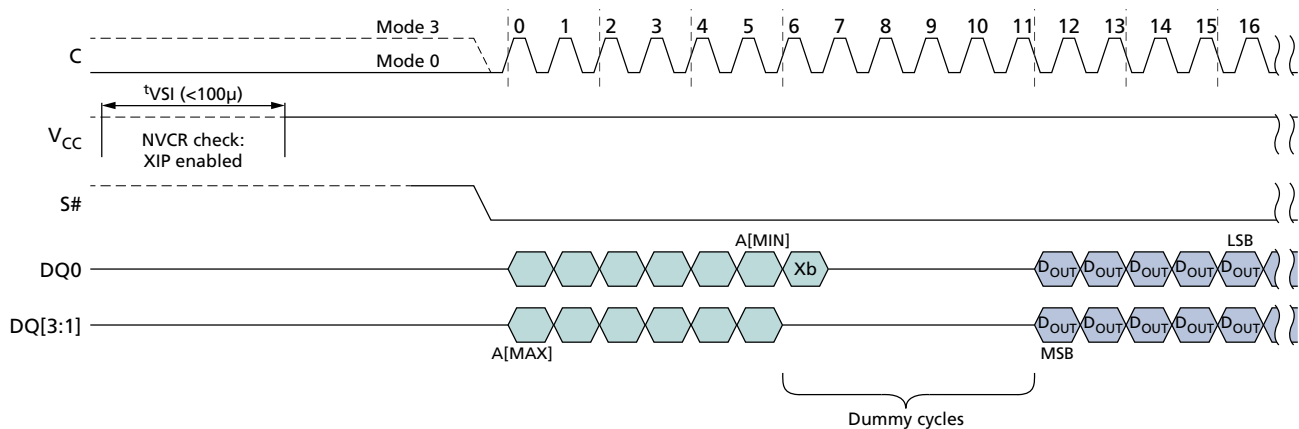 0 1 2 3 4 5 6 7 8 9 10 11 12 13 14 15 16
Mode 3
C
Mode 0
tVSI (<100µ)
VCC
NVCR check:
XIP enabled
S#
A[MIN]
LSB
DQ0
Xb
DOUT DOUT DOUT DOUT DOUT
DQ[3:1]
DOUT DOUT DOUT DOUT DOUT
A[MAX]
MSB
Dummy cycles